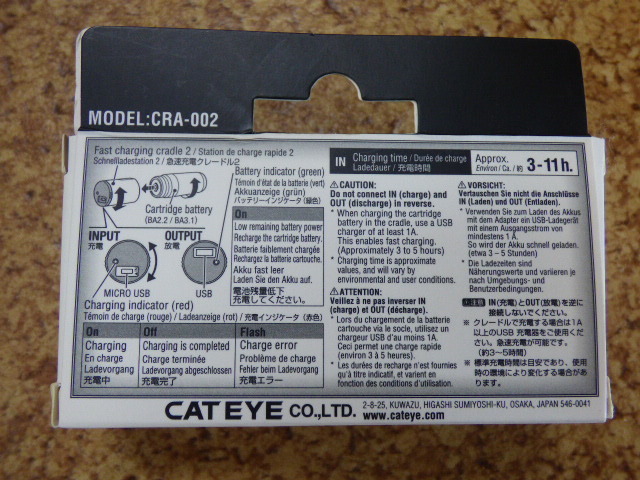 MODEL:CRA-002
Fast charging cradle 2 / Station de charge rapide 2
Schnellladestation 2 / 急速充電クレードル2
Cartridge battery
(BA2.2 / BA3.1)
Battery indicator (green)
Témoin d'état de la batterie (vert)
Akkuanzeige (grün)
バッテリーインジケータ (緑色)
On
Low remaining battery power
Recharge the cartridge battery.
Batterie faiblement chargée
Rechargez la batterie cartouche.
Akku fast leer
Laden Sie den Akku auf.
電池残量低下
充電してください。
INPUT
充電
OUTPUT
放電
MICRO USB
USB
Charging indicator (red)
Témoin de charge (rouge) / Ladeanzeige (rot) / 充電インジケータ (赤色)
On
Off
Flash
Charging
En charge
Ladevorgang
充電中
Charging is completed
Charge terminée
Ladevorgang abgeschlossen
充電完了
Charge error
Problème de charge
Fehler beim Ladevorgang
充電エラー
IN
Charging time / Durée de charge
Ladedauer / 充電時間
Approx.
Environ / Ca. / 約
3-11h.
⚠CAUTION:
Do not connect IN (charge) and
OUT (discharge) in reverse.
* When charging the cartridge
battery in the cradle, use a USB
charger of at least 1A.
This enables fast charging.
(Approximately 3 to 5 hours)
* Charging time is approximate
values, and will vary by
environmental and user conditions.
⚠ATTENTION:
Veillez à ne pas inverser IN
(charge) et OUT (décharge).
* Lors du chargement de la batterie
cartouche via le socle, utilisez un
chargeur USB d'au moins 1A.
Ceci permet une charge rapide
(environ 3 à 5 heures).
* Les durées de recharge n'est fournies
qu'à titre indicatif, et varient en
fonction des conditions d'utilisation.
⚠VORSICHT:
Vertauschen Sie nicht die Anschlüsse
IN (Laden) und OUT (Entladen).
* Verwenden Sie zum Laden des Akkus
mit dem Adapter ein USB-Ladegerät
mit einem Ausgangsstrom von
mindestens 1 A.
So wird der Akku schnell geladen.
(etwa 3 – 5 Stunden)
* Die Ladezeiten sind
Näherungswerte und variieren je
nach Umgebungs- und
Benutzerbedingungen.
⚠注意 IN(充電)とOUT(放電)を逆に
接続しないでください。
※ クレードルで充電する場合は1A
以上のUSB 充電器をご使用くだ
さい。急速充電が可能です。
(約3〜5時間)
※ 標準充電時間は目安であり、使用
時の環境により変化する場合があり
ます。
CATEYE CO.,LTD.
2-8-25, KUWAZU, HIGASHI SUMIYOSHI-KU, OSAKA, JAPAN 546-0041
www.cateye.com